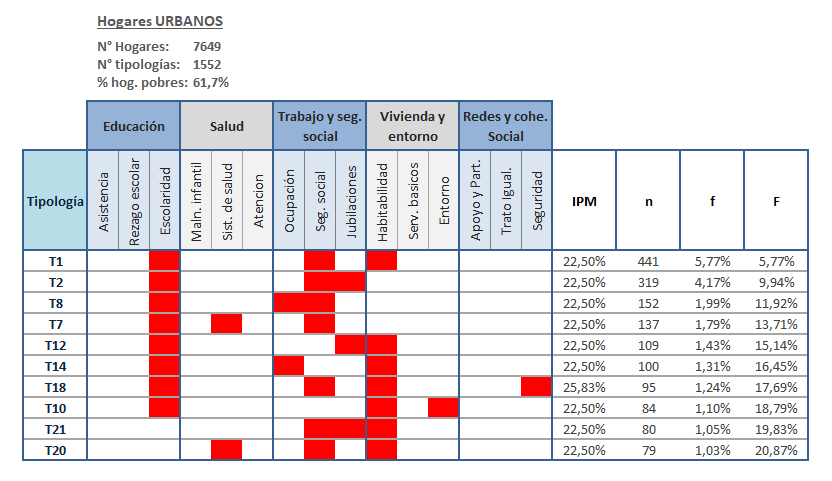 Hogares URBANOS
N° Hogares: 7649
N° tipologías: 1552
% hog. pobres: 61,7%
Educación Salud Trabajo y seg. social Vivienda y entorno Redes y cohe. Social
Tipología Asistencia Rezago escolar Escolaridad Maln. infantil Sist. de salud Atencion Ocupación Seg. social Jubilaciones Habitabilidad Serv. basicos Entorno Apoyo y Part. Trato Igual. Seguridad IPM n f F
T1 22,50% 441 5,77% 5,77%
T2 22,50% 319 4,17% 9,94%
T8 22,50% 152 1,99% 11,92%
T7 22,50% 137 1,79% 13,71%
T12 22,50% 109 1,43% 15,14%
T14 22,50% 100 1,31% 16,45%
T18 25,83% 95 1,24% 17,69%
T10 22,50% 84 1,10% 18,79%
T21 22,50% 80 1,05% 19,83%
T20 22,50% 79 1,03% 20,87%